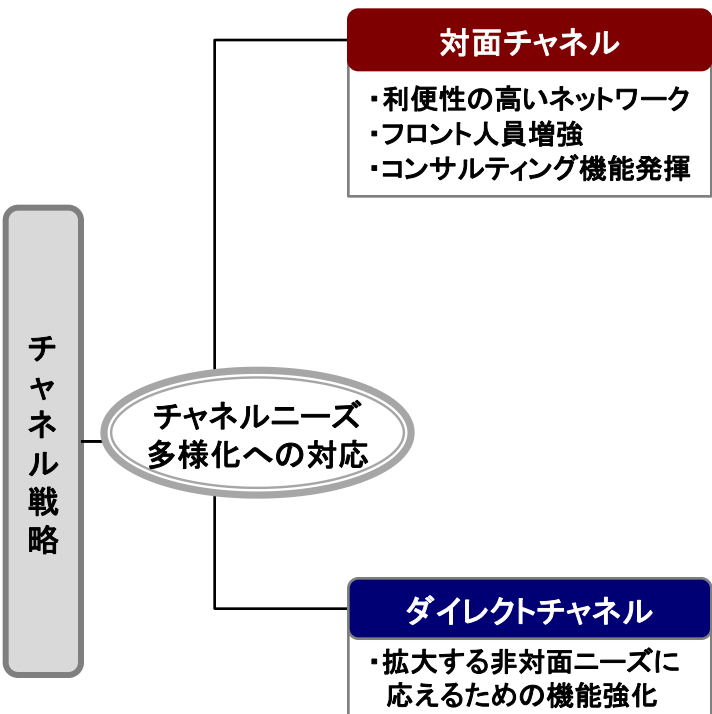 対面チャネル
・利便性の高いネットワーク
・フロント人員増強
・コンサルティング機能発揮
チャネル戦略
チャネルニーズ
多様化への対応
ダイレクトチャネル
・拡大する非対面ニーズに
応えるための機能強化